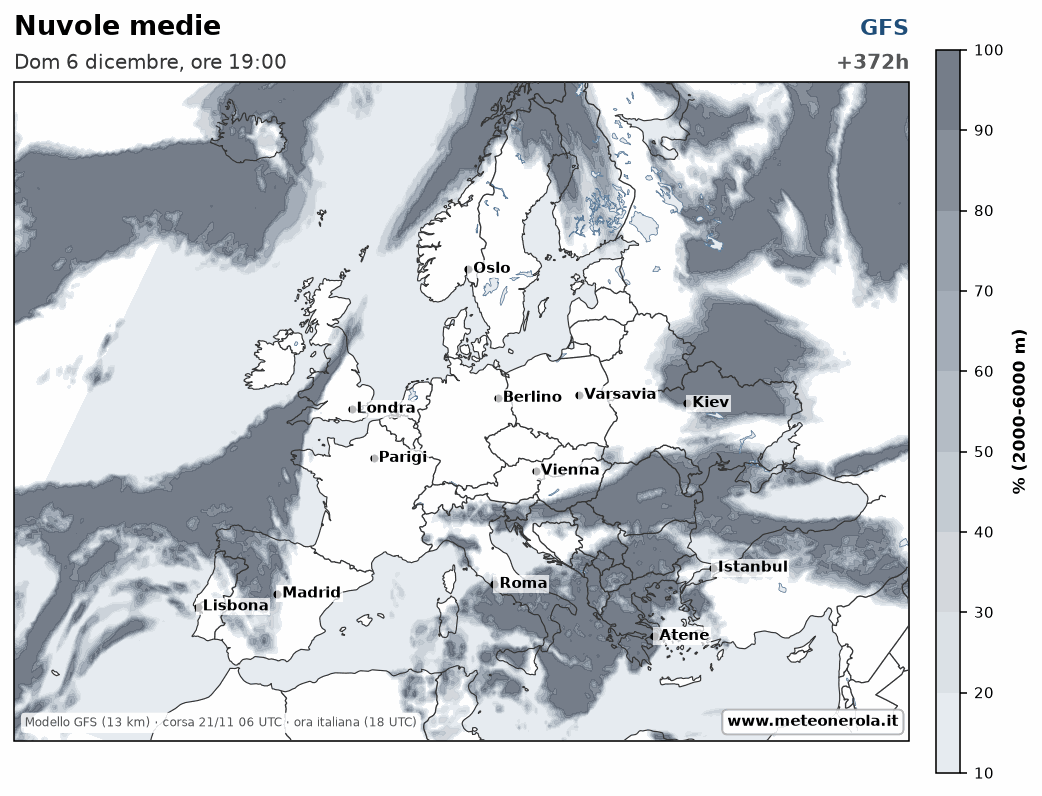 Nuvole medie
GFS
Dom 6 dicembre, ore 19:00
+372h
Oslo
Berlino
Varsavia
Kiev
Londra
Parigi
Vienna
Istanbul
Roma
Madrid
Lisbona
Atene
Modello GFS (13 km) · corsa 21/11 06 UTC · ora italiana (18 UTC)
www.meteonerola.it
100
90
80
70
60
50
40
30
20
10
% (2000-6000 m)